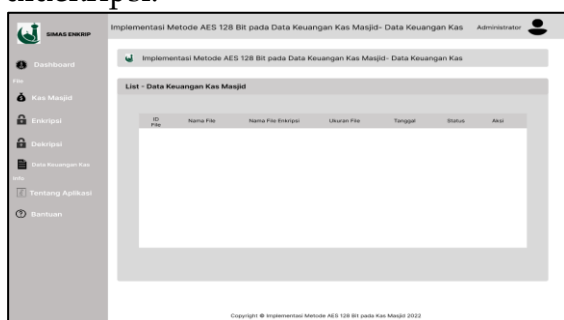 SIMAS ENKRIP
Implementasi Metode AES 128 Bit pada Data Keuangan Kas Masjid- Data Keuangan Kas
Administrator
Dashboard
File
Kas Masjid
Enkripsi
Dekripsi
Data Keuangan Kas
Info
Tentang Aplikasi
Bantuan
Implementasi Metode AES 128 Bit pada Data Keuangan Kas Masjid- Data Keuangan Kas
List - Data Keuangan Kas Masjid
ID File Nama File Nama File Enkripsi Ukuran File Tanggal Status Aksi
Copyright © Implementasi Metode AES 128 Bit pada Kas Masjid 2022